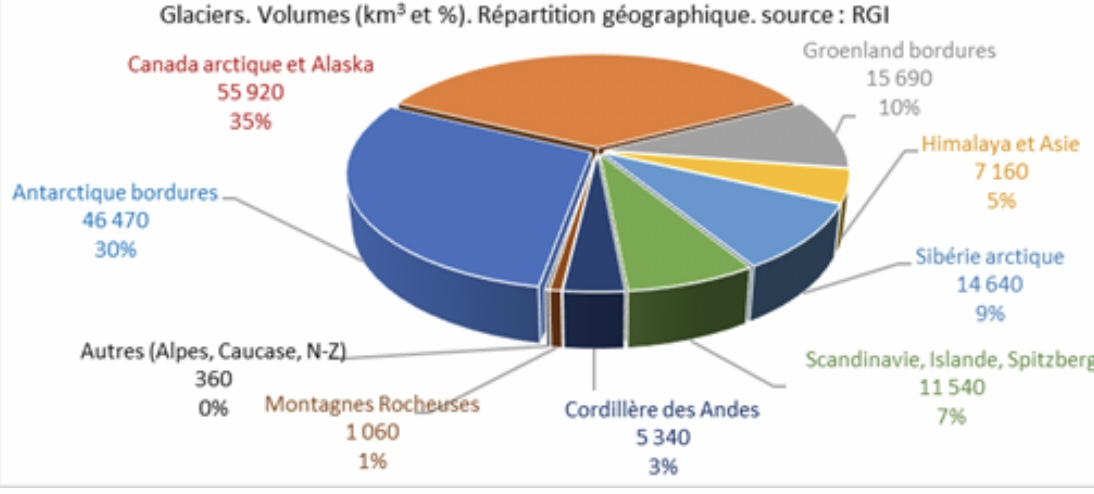 Glaciers. Volumes (km³ et %). Répartition géographique. source : RGI
Canada arctique et Alaska
55 920
35%
Groenland bordures
15 690
10%
Himalaya et Asie
7 160
5%
Antarctique bordures
46 470
30%
Sibérie arctique
14 640
9%
Autres (Alpes, Caucase, N-Z)
360
0%
Montagnes Rocheuses
1 060
1%
Cordillère des Andes
5 340
3%
Scandinavie, Islande, Spitzberg
11 540
7%